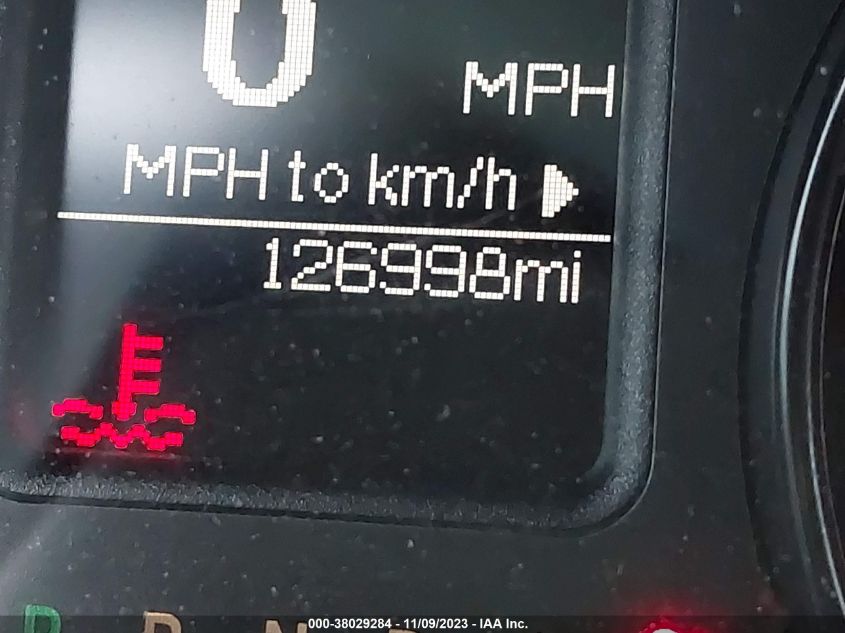 0
MPH
MPH to km/h
126998mi
P R N D
000-38029284 - 11/09/2023 - IAA Inc.